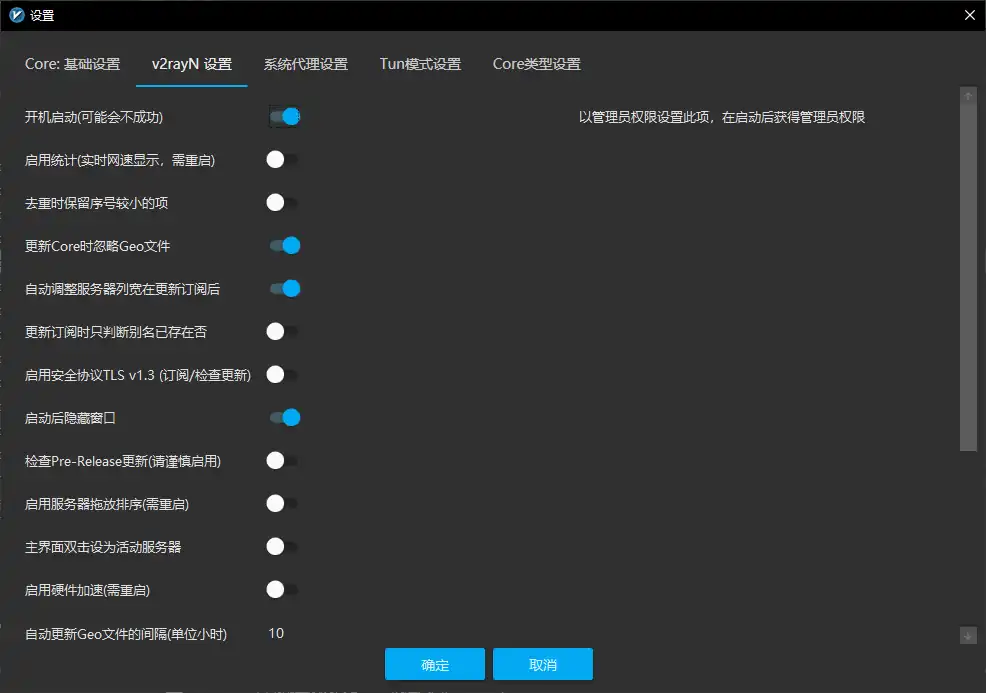 设置
Core: 基础设置 v2rayN 设置 系统代理设置 Tun模式设置 Core类型设置
开机启动(可能会不成功) 以管理员权限设置此项，在启动后获得管理员权限
启用统计(实时网速显示，需重启)
去重时保留序号较小的项
更新Core时忽略Geo文件
自动调整服务器列宽在更新订阅后
更新订阅时只判断别名已存在否
启用安全协议TLS v1.3 (订阅/检查更新)
启动后隐藏窗口
检查Pre-Release更新(请谨慎启用)
启用服务器拖放排序(需重启)
主界面双击设为活动服务器
启用硬件加速(需重启)
自动更新Geo文件的间隔(单位小时) 10
确定 取消